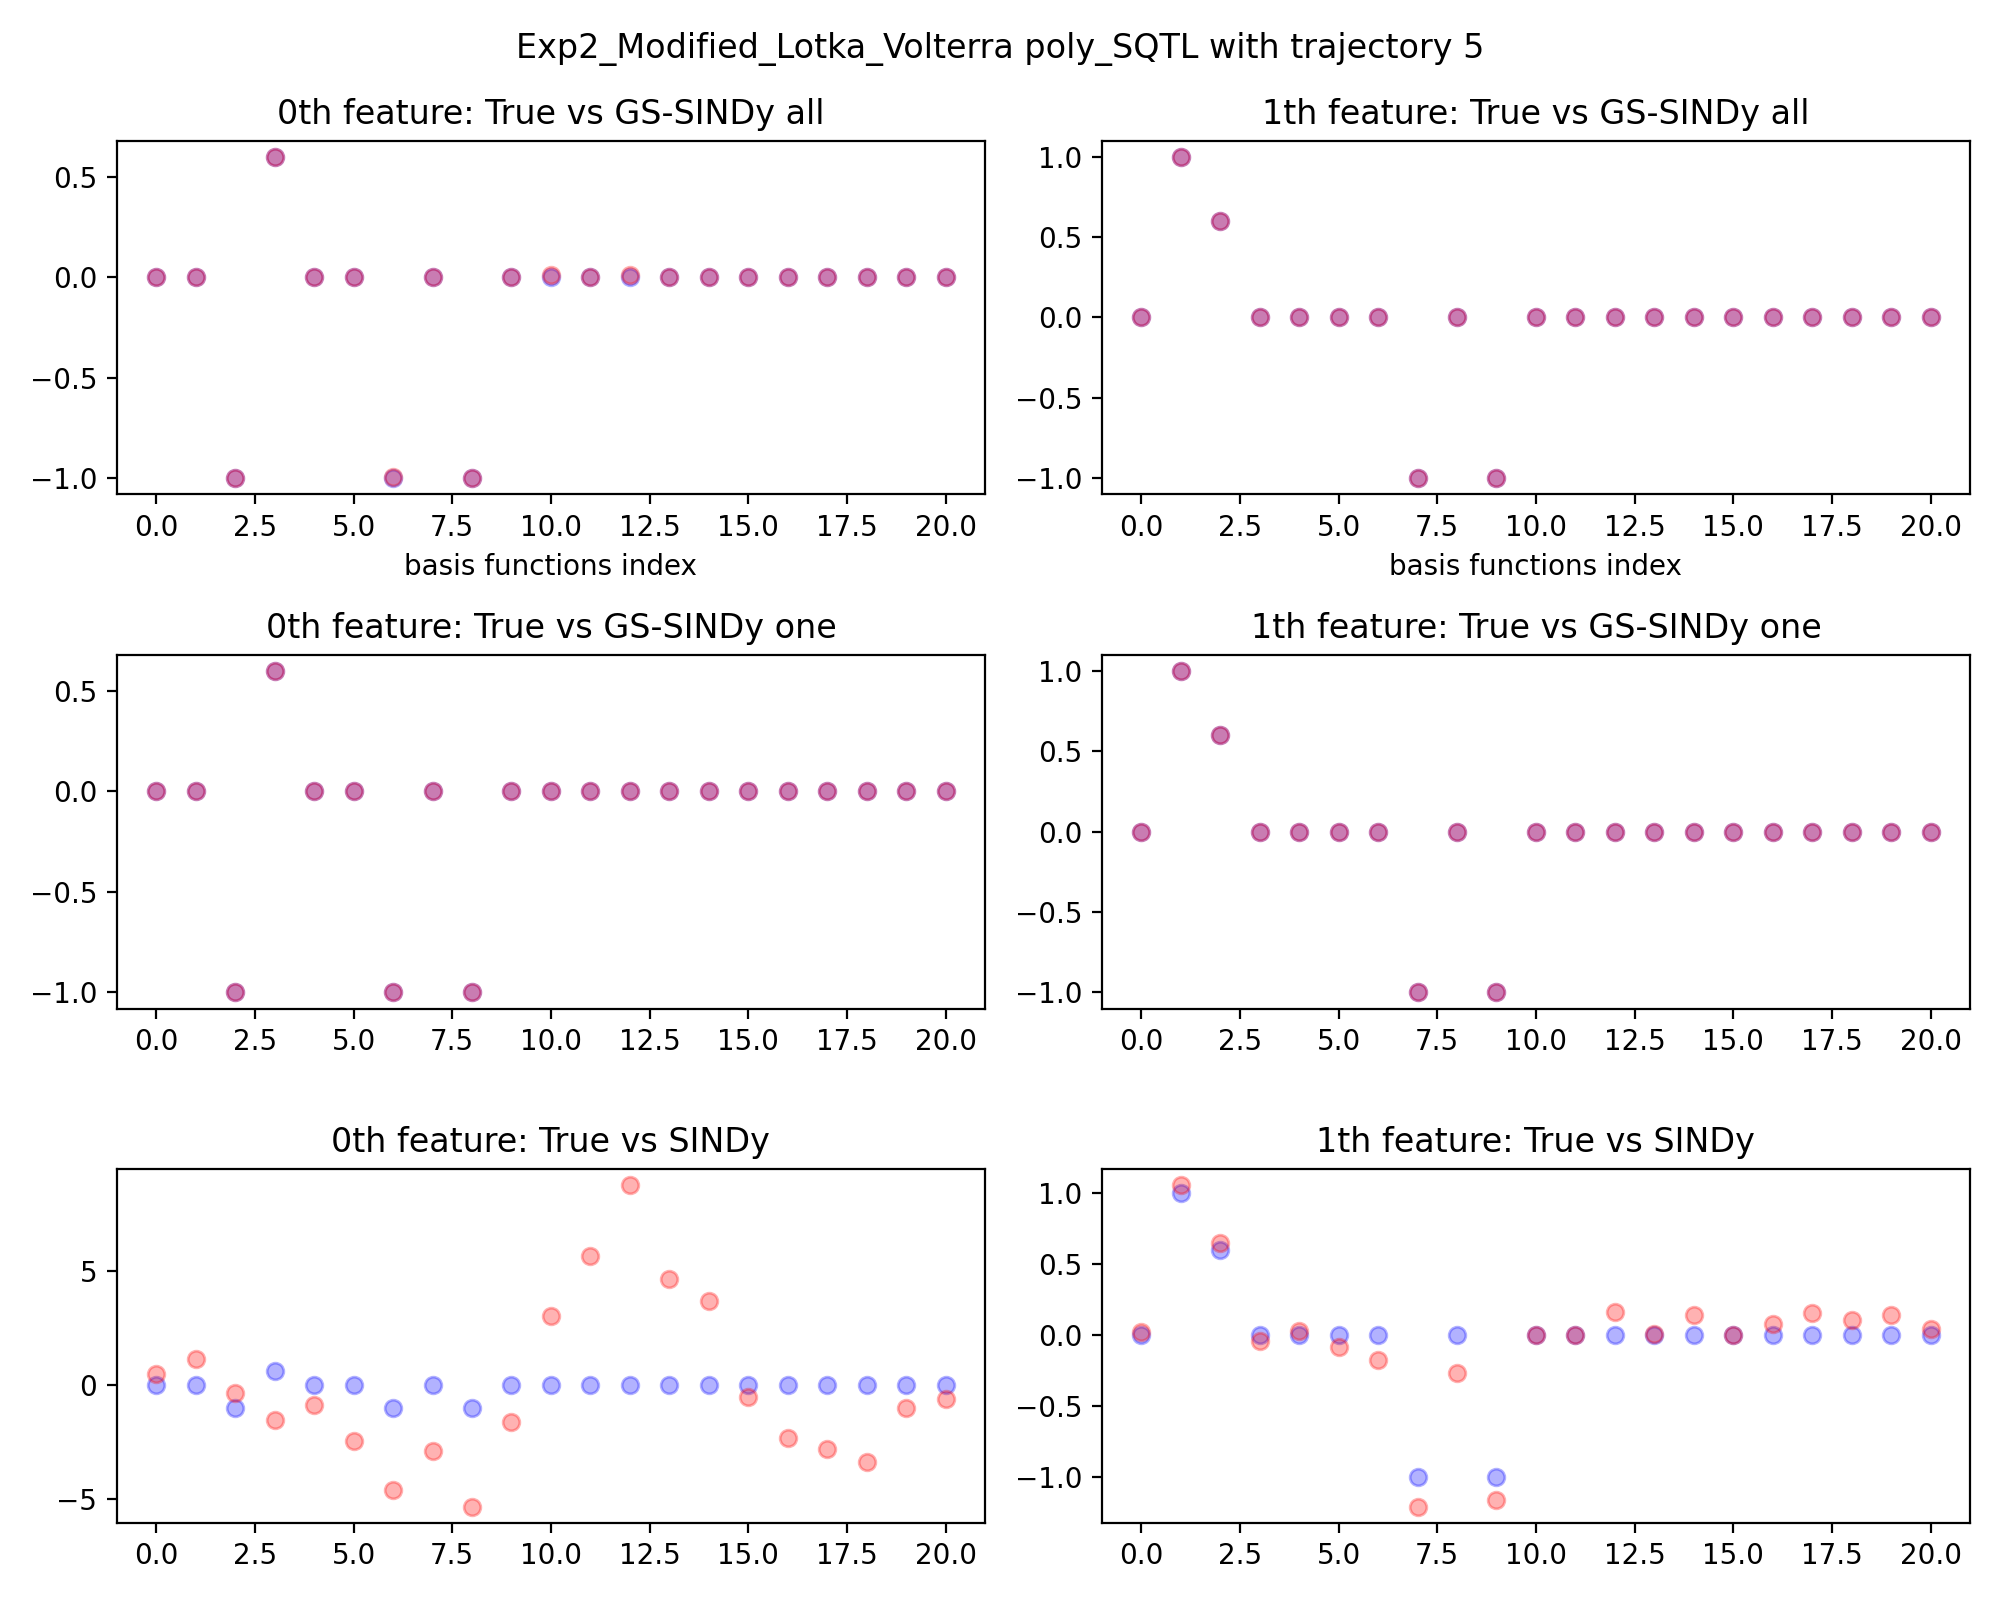 Exp2_Modified_Lotka_Volterra poly_SQTL with trajectory 5
0th feature: True vs GS-SINDy all
0.5
0.0
−0.5
−1.0
0.0 2.5 5.0 7.5 10.0 12.5 15.0 17.5 20.0
basis functions index
1th feature: True vs GS-SINDy all
1.0
0.5
0.0
−0.5
−1.0
0.0 2.5 5.0 7.5 10.0 12.5 15.0 17.5 20.0
basis functions index
0th feature: True vs GS-SINDy one
0.5
0.0
−0.5
−1.0
0.0 2.5 5.0 7.5 10.0 12.5 15.0 17.5 20.0
1th feature: True vs GS-SINDy one
1.0
0.5
0.0
−0.5
−1.0
0.0 2.5 5.0 7.5 10.0 12.5 15.0 17.5 20.0
0th feature: True vs SINDy
5
0
−5
0.0 2.5 5.0 7.5 10.0 12.5 15.0 17.5 20.0
1th feature: True vs SINDy
1.0
0.5
0.0
−0.5
−1.0
0.0 2.5 5.0 7.5 10.0 12.5 15.0 17.5 20.0